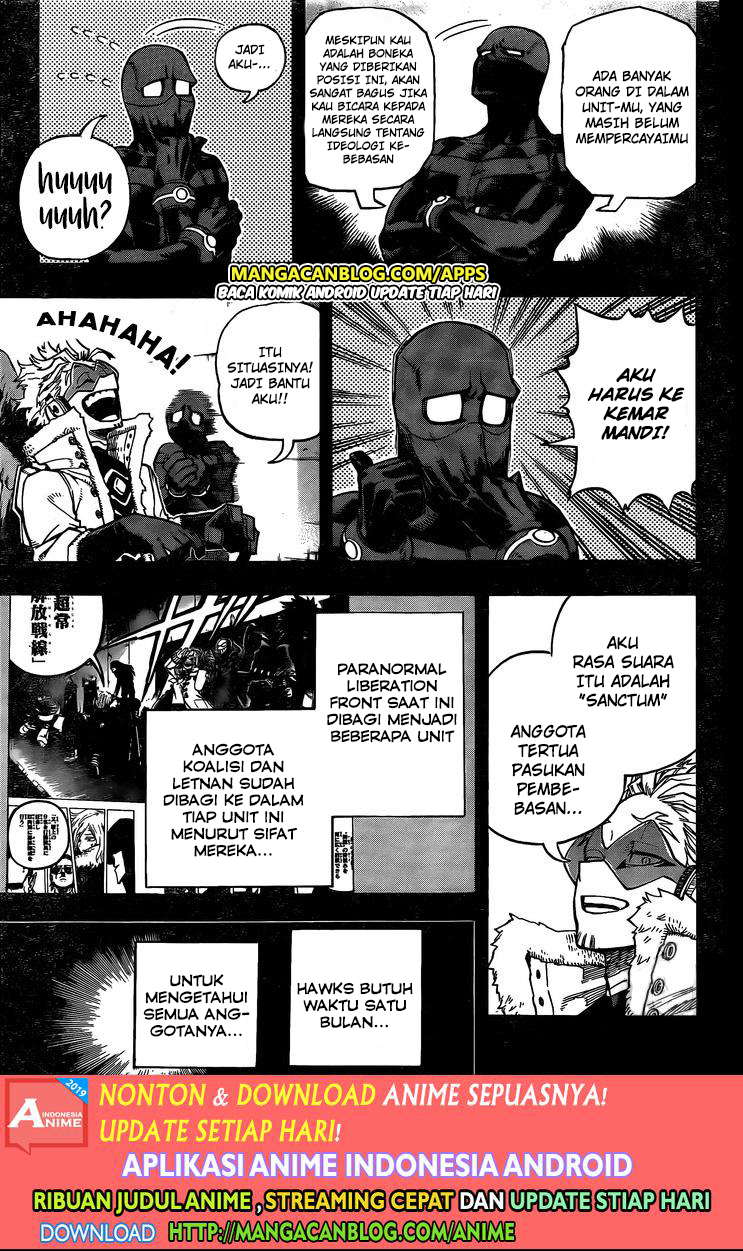 ADA BANYAK
ORANG DI DALAM
UNIT-MU, YANG
MASIH BELUM
MEMPERCAYAIMU
MESKIPUN KAU
ADALAH BONEKA
YANG DIBERIKAN
POSISI INI, AKAN
SANGAT BAGUS JIKA
KAU BICARA KEPADA
MEREKA SECARA
LANGSUNG TENTANG
IDEOLOGI KE-
BEBASAN
JADI
AKU-...
huuuu
uuuh?
MANGACANBLOG.COM/APPS
BACA KOMIK ANDROID UPDATE TIAP HARI
AKU
HARUS KE
KEMAR
MANDI!
ITU
SITUASINYA!
JADI BANTU
AKU!!
AHAHAHA!
AKU
RASA SUARA
ITU ADALAH
"SANCTUM"
ANGGOTA
TERTUA
PASUKAN
PEMBE-
BASAN...
超常
解放戦線」
PARANORMAL
LIBERATION
FRONT SAAT INI
DIBAGI MENJADI
BEBERAPA UNIT
ANGGOTA
KOALISI DAN
LETNAN SUDAH
DIBAGI KE DALAM
TIAP UNIT INI
MENURUT SIFAT
MEREKA...
HAWKS BUTUH
WAKTU SATU
BULAN...
UNTUK
MENGETAHUI
SEMUA ANG-
GOTANYA...
2019
INDONESIA
ANIME
NONTON & DOWNLOAD ANIME SEPUASNYA!
UPDATE SETIAP HARI!
APLIKASI ANIME INDONESIA ANDROID
RIBUAN JUDUL ANIME , STREAMING CEPAT DAN UPDATE STIAP HARI
DOWNLOAD HTTP://MANGACANBLOG.COM/ANIME